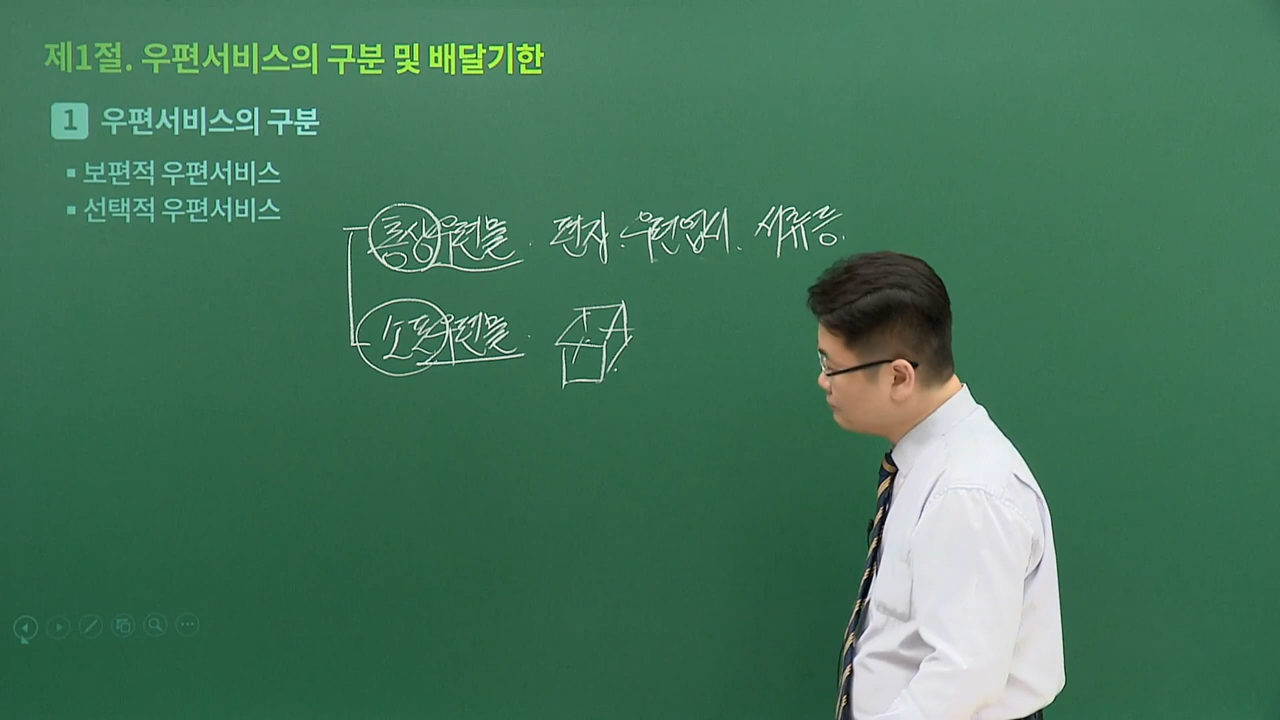 제1절. 우편서비스의 구분 및 배달기한
1 우편서비스의 구분
▪ 보편적 우편서비스
▪ 선택적 우편서비스
통상우편물. 편지. 우편엽서. 서류등.
소포우편물.